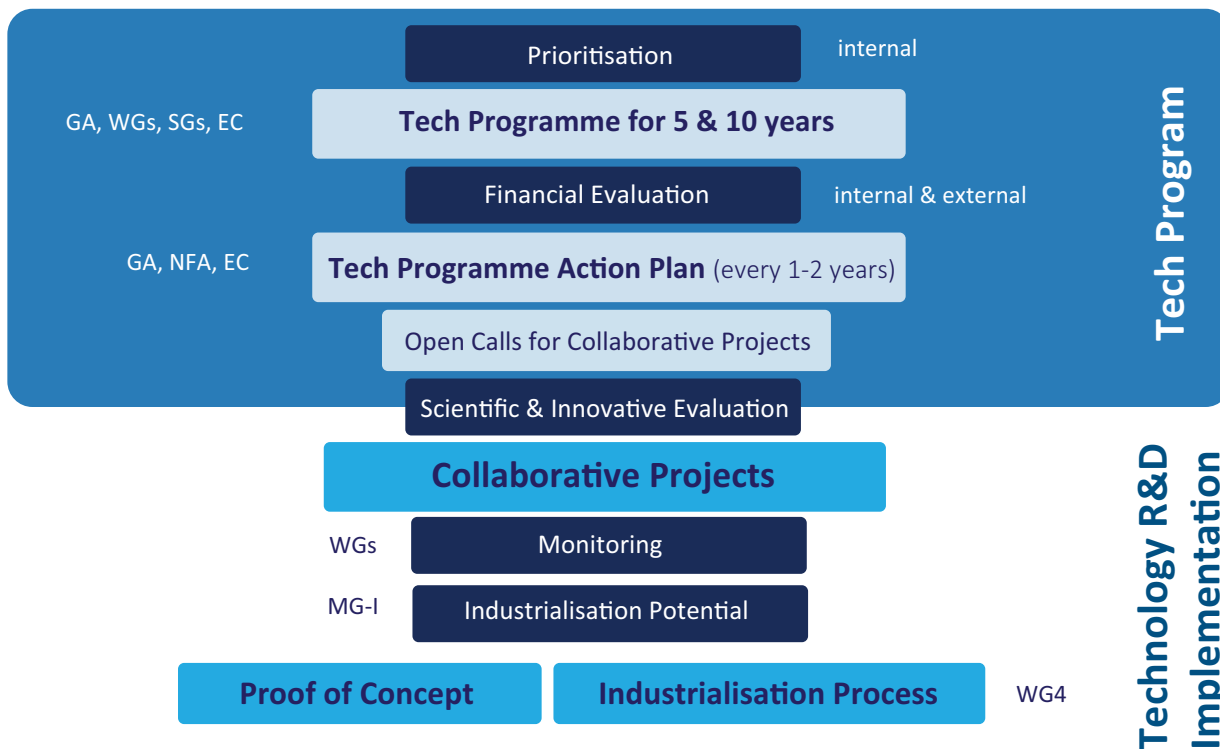 Prioritisation
internal
GA, WGs, SGs, EC
Tech Programme for 5 & 10 years
Financial Evaluation
internal & external
GA, NFA, EC
Tech Programme Action Plan (every 1-2 years)
Open Calls for Collaborative Projects
Scientific & Innovative Evaluation
Tech Program
Collaborative Projects
WGs
Monitoring
MG-I
Industrialisation Potential
Proof of Concept
Industrialisation Process
WG4
Technology R&D
Implementation